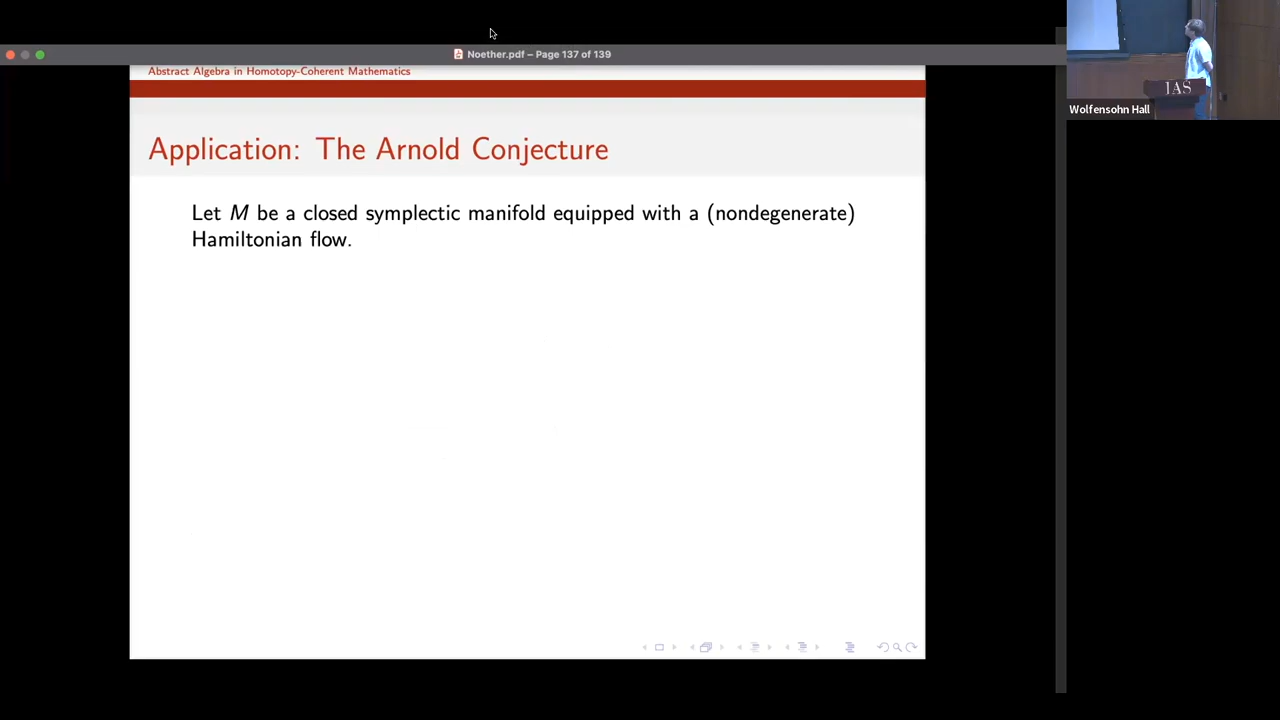 Noether.pdf – Page 137 of 139
Abstract Algebra in Homotopy-Coherent Mathematics
Application: The Arnold Conjecture
Let M be a closed symplectic manifold equipped with a (nondegenerate)
Hamiltonian flow.
IAS
Wolfensohn Hall